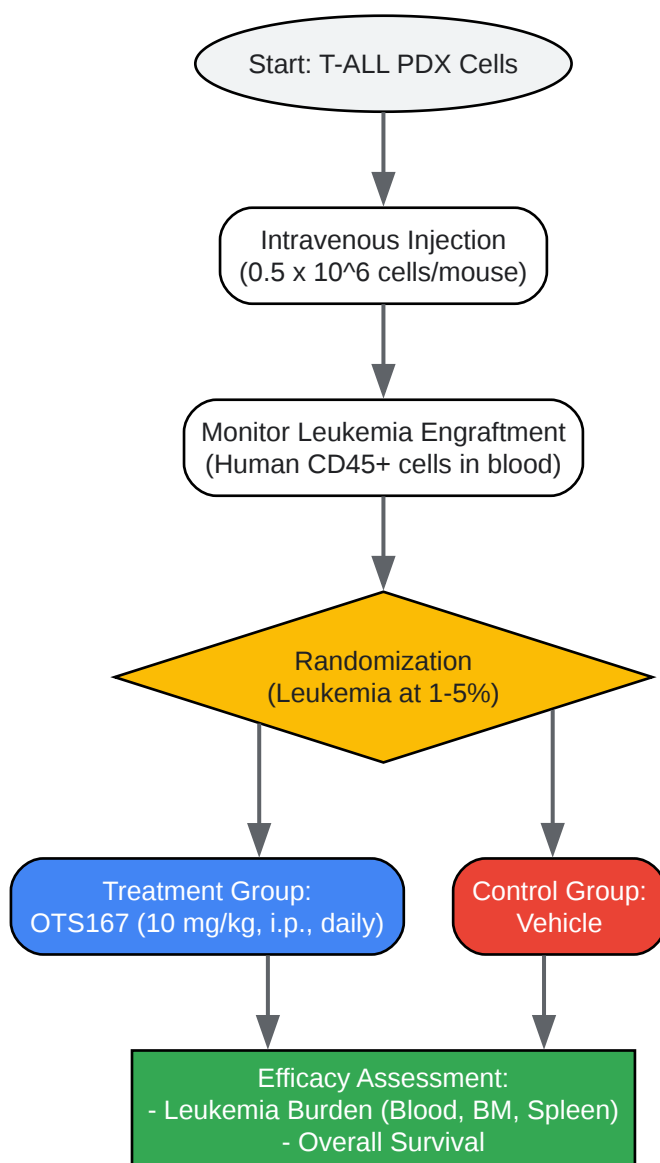 Start: T-ALL PDX Cells
Intravenous Injection
(0.5 x 10^6 cells/mouse)
Monitor Leukemia Engraftment
(Human CD45+ cells in blood)
Randomization
(Leukemia at 1-5%)
Treatment Group:
OTS167 (10 mg/kg, i.p., daily)
Control Group:
Vehicle
Efficacy Assessment:
- Leukemia Burden (Blood, BM, Spleen)
- Overall Survival